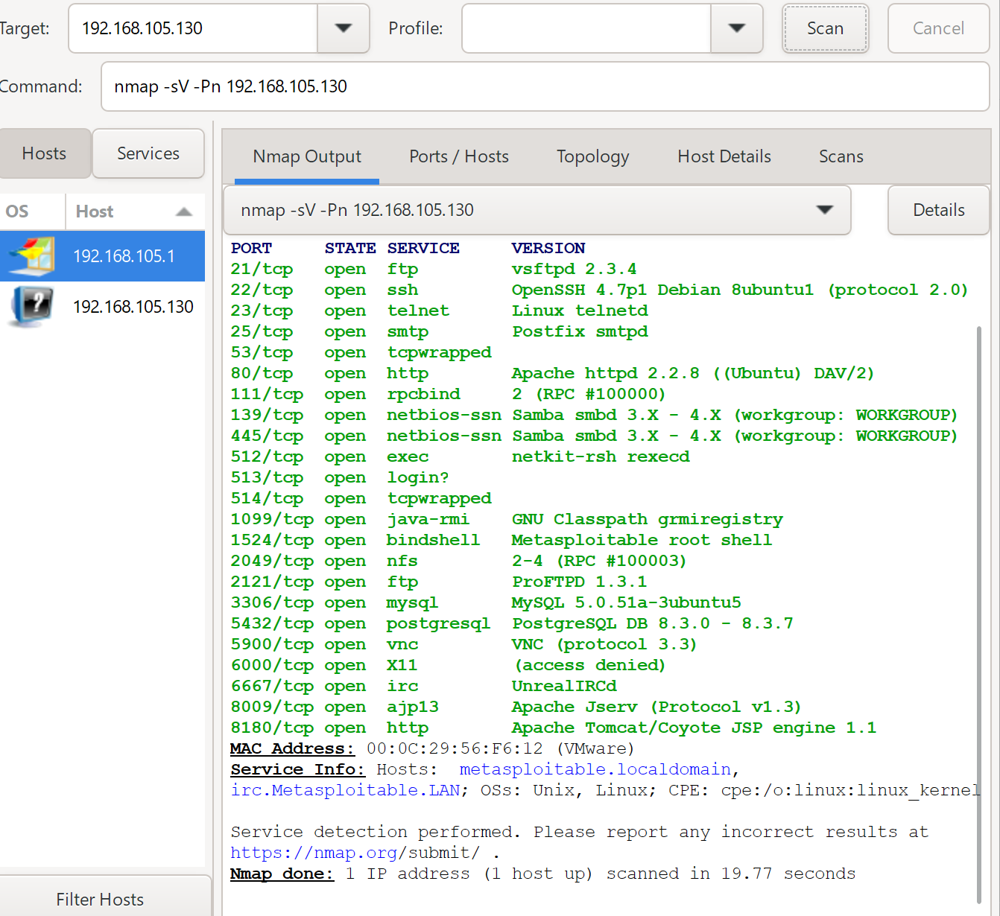 Target: 192.168.105.130 Profile: Scan Cancel
Command: nmap -sV -Pn 192.168.105.130
Hosts Services
OS Host
192.168.105.1
192.168.105.130
Filter Hosts
Nmap Output Ports / Hosts Topology Host Details Scans
nmap -sV -Pn 192.168.105.130 Details
PORT STATE SERVICE VERSION
21/tcp open ftp vsftpd 2.3.4
22/tcp open ssh OpenSSH 4.7p1 Debian 8ubuntu1 (protocol 2.0)
23/tcp open telnet Linux telnetd
25/tcp open smtp Postfix smtpd
53/tcp open tcpwrapped
80/tcp open http Apache httpd 2.2.8 ((Ubuntu) DAV/2)
111/tcp open rpcbind 2 (RPC #100000)
139/tcp open netbios-ssn Samba smbd 3.X - 4.X (workgroup: WORKGROUP)
445/tcp open netbios-ssn Samba smbd 3.X - 4.X (workgroup: WORKGROUP)
512/tcp open exec netkit-rsh rexecd
513/tcp open login?
514/tcp open tcpwrapped
1099/tcp open java-rmi GNU Classpath grmiregistry
1524/tcp open bindshell Metasploitable root shell
2049/tcp open nfs 2-4 (RPC #100003)
2121/tcp open ftp ProFTPD 1.3.1
3306/tcp open mysql MySQL 5.0.51a-3ubuntu5
5432/tcp open postgresql PostgreSQL DB 8.3.0 - 8.3.7
5900/tcp open vnc VNC (protocol 3.3)
6000/tcp open X11 (access denied)
6667/tcp open irc UnrealIRCd
8009/tcp open ajp13 Apache Jserv (Protocol v1.3)
8180/tcp open http Apache Tomcat/Coyote JSP engine 1.1
MAC Address: 00:0C:29:56:F6:12 (VMware)
Service Info: Hosts: metasploitable.localdomain,
irc.Metasploitable.LAN; OSs: Unix, Linux; CPE: cpe:/o:linux:linux_kernel
Service detection performed. Please report any incorrect results at
https://nmap.org/submit/ .
Nmap done: 1 IP address (1 host up) scanned in 19.77 seconds